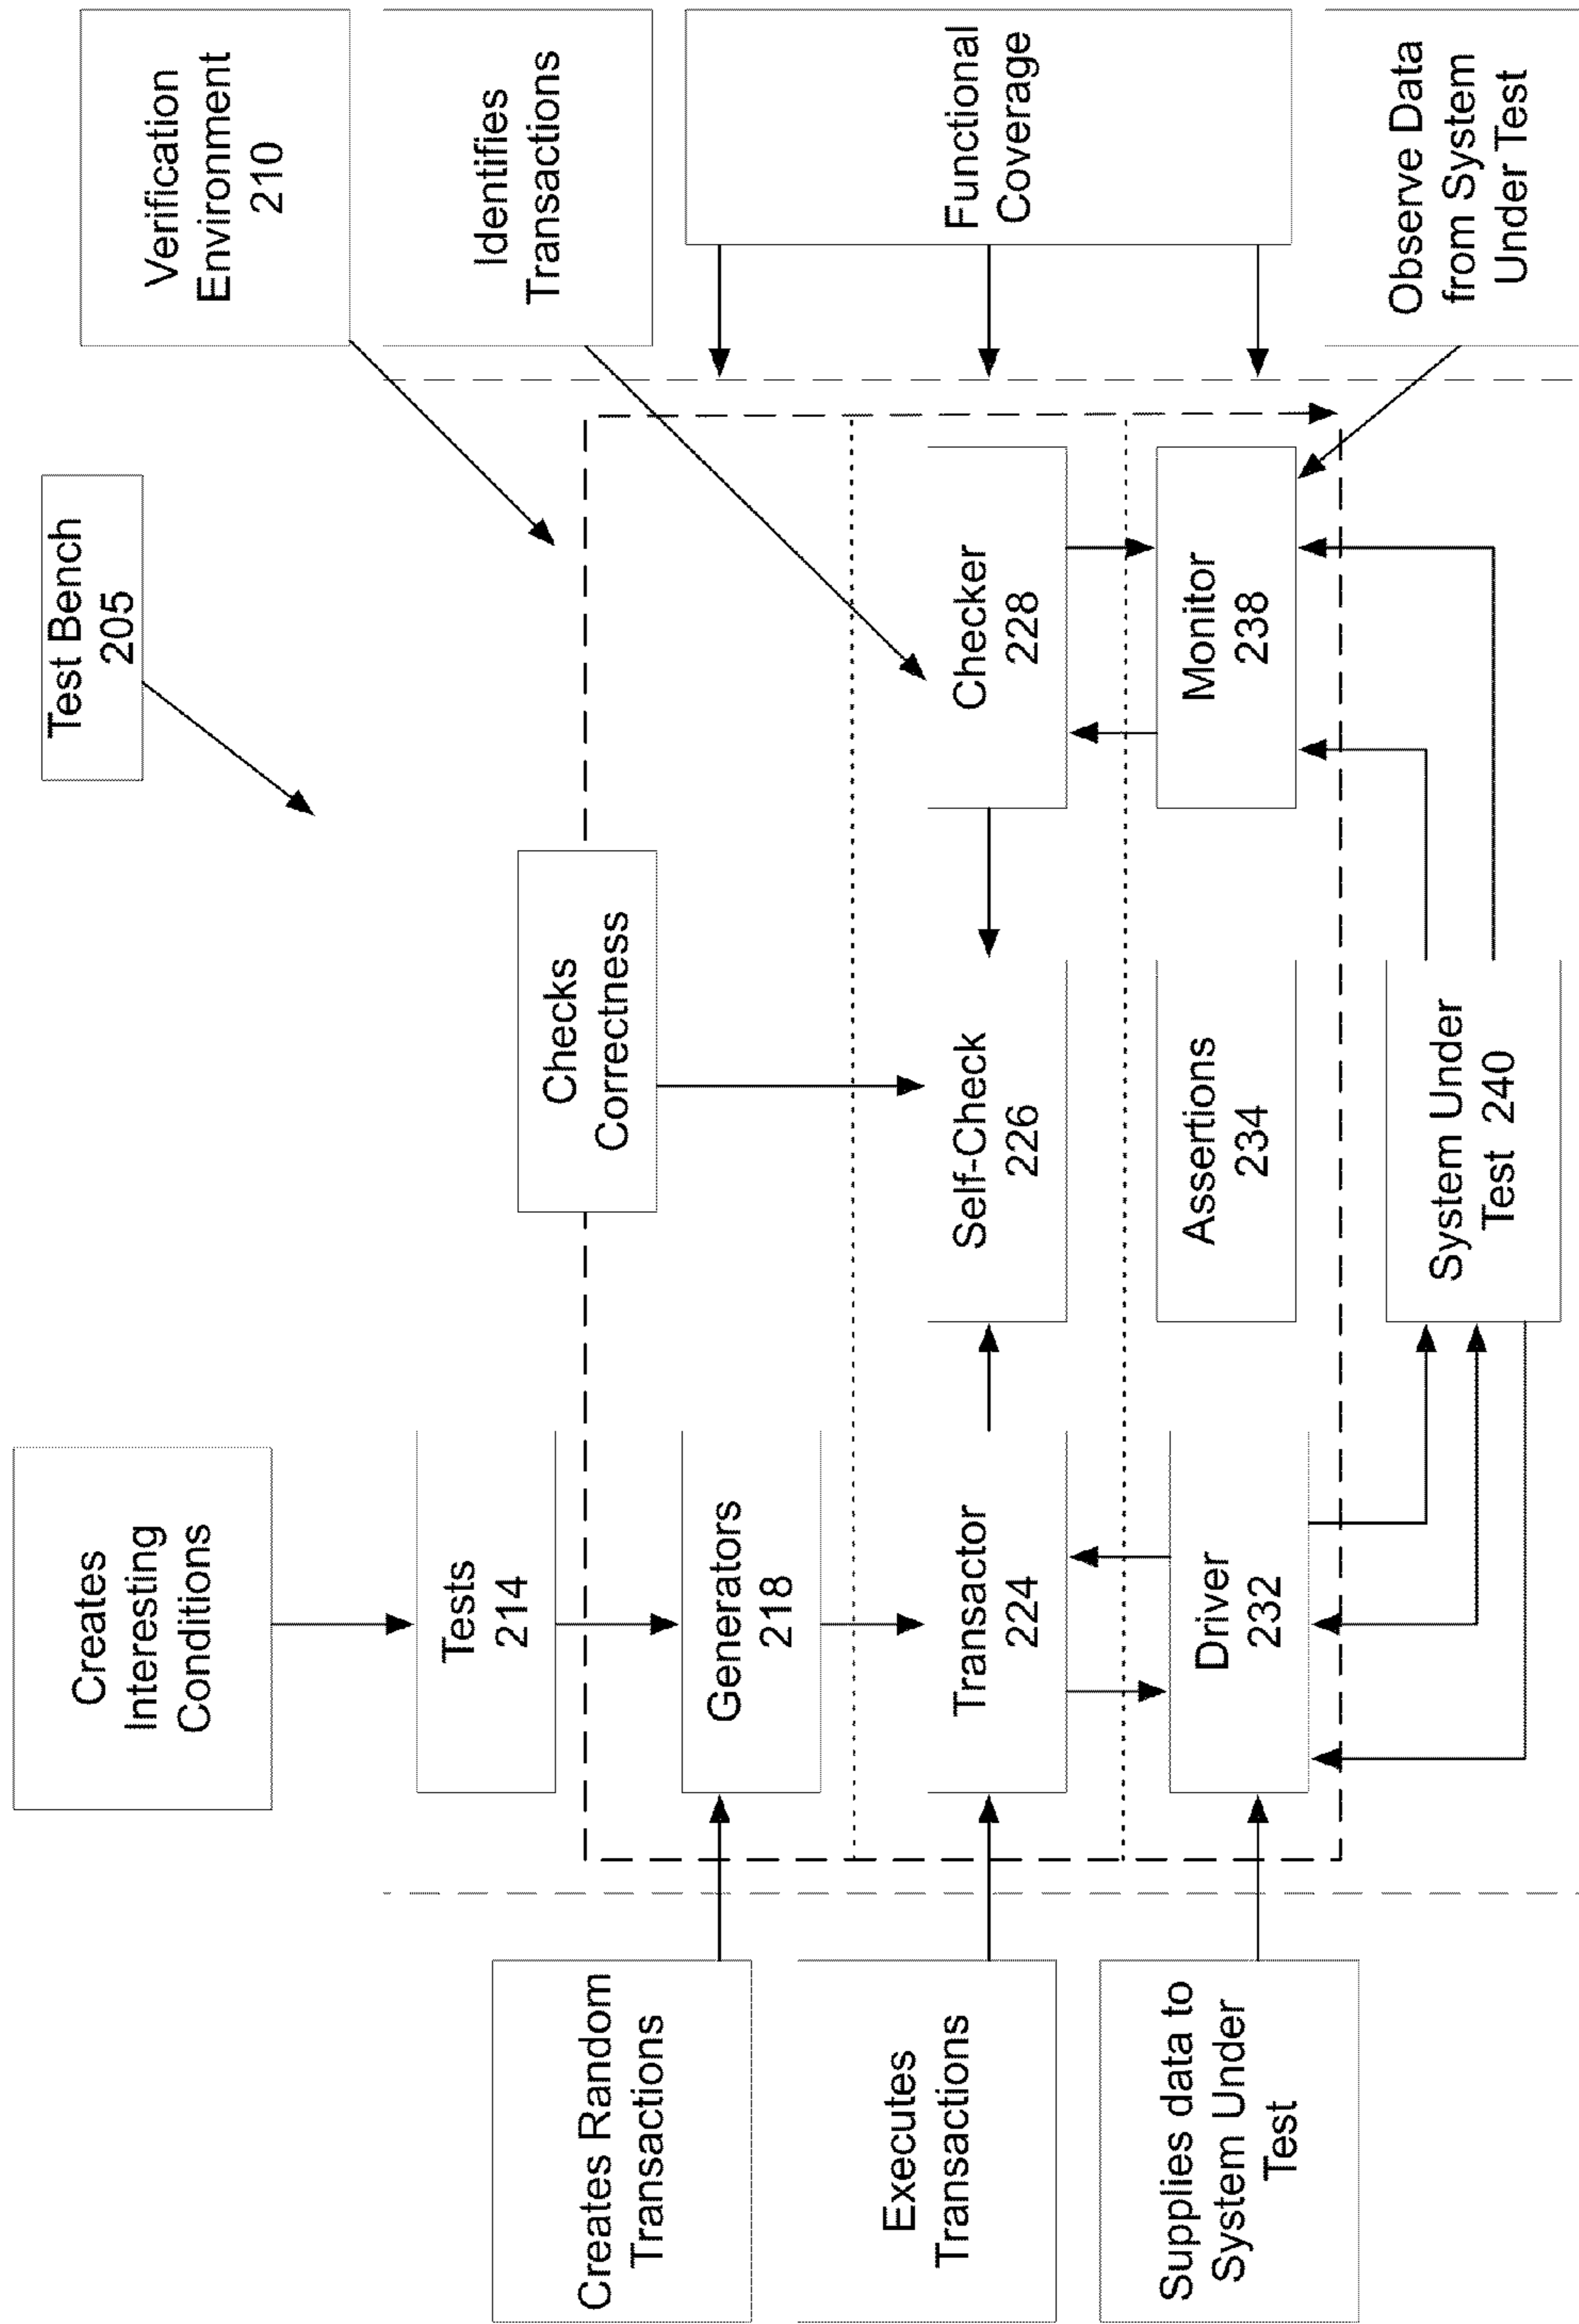 Creates
Interesting
Conditions
Test Bench
205
Verification
Environment
210
Tests
214
Checks
Correctness
Identifies
Transactions
Creates Random
Transactions
Generators
218
Executes
Transactions
Transactor
224
Self-Check
226
Checker
228
Functional
Coverage
Supplies data to
System Under
Test
Driver
232
Assertions
234
Monitor
238
System Under
Test 240
Observe Data
from System
Under Test